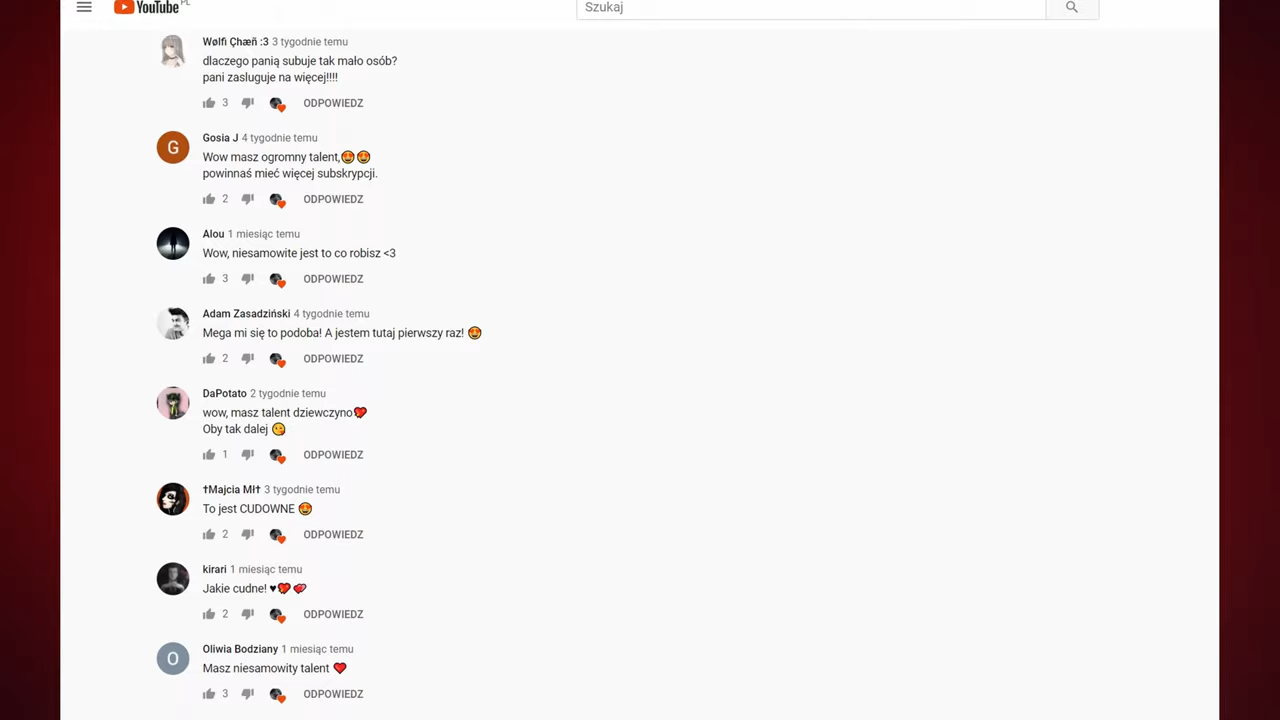 YouTube PL
Szukaj
Wølfi Çhæñ :3 3 tygodnie temu
dlaczego panią subuje tak mało osób?
pani zasluguje na więcej!!!!
3 ODPOWIEDZ
G
Gosia J 4 tygodnie temu
Wow masz ogromny talent,😍😍
powinnaś mieć więcej subskrypcji.
2 ODPOWIEDZ
Alou 1 miesiąc temu
Wow, niesamowite jest to co robisz <3
3 ODPOWIEDZ
Adam Zasadziński 4 tygodnie temu
Mega mi się to podoba! A jestem tutaj pierwszy raz! 😍
2 ODPOWIEDZ
DaPotato 2 tygodnie temu
wow, masz talent dziewczyno💖
Oby tak dalej 😘
1 ODPOWIEDZ
†Majcia Mł† 3 tygodnie temu
To jest CUDOWNE 😍
2 ODPOWIEDZ
kirari 1 miesiąc temu
Jakie cudne! ♥💖💕
2 ODPOWIEDZ
O
Oliwia Bodziany 1 miesiąc temu
Masz niesamowity talent ❤
3 ODPOWIEDZ